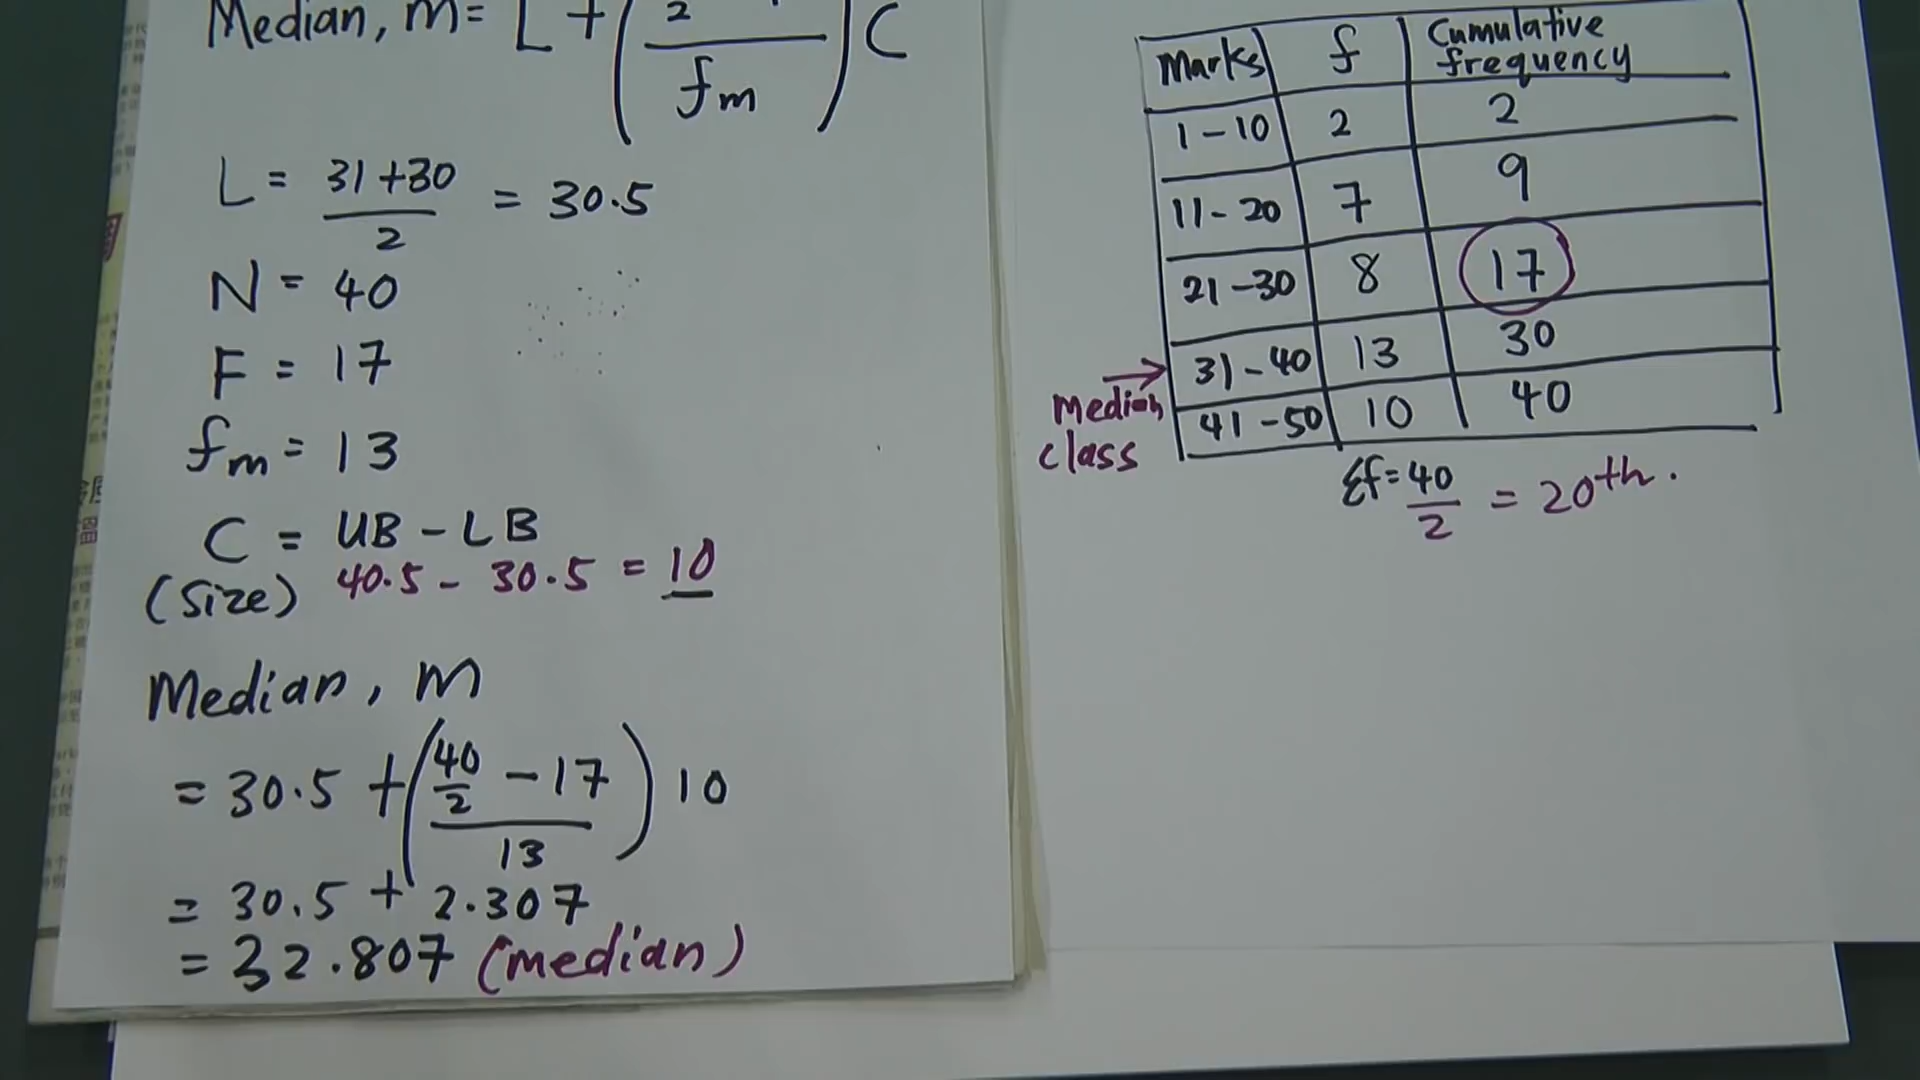 Median, m = L + ( 2 / fm ) C
L = 31+30 / 2 = 30.5
N = 40
F = 17
fm = 13
C = UB - LB
(Size) 40.5 - 30.5 = 10
Median, m
= 30.5 + ( 40/2 - 17 / 13 ) 10
= 30.5 + 2.307
= 32.807 (median)
Marks f Cumulative frequency
1-10 2 2
11-20 7 9
21-30 8 17
31-40 13 30
41-50 10 40
Median class
Σf = 40 / 2 = 20th.